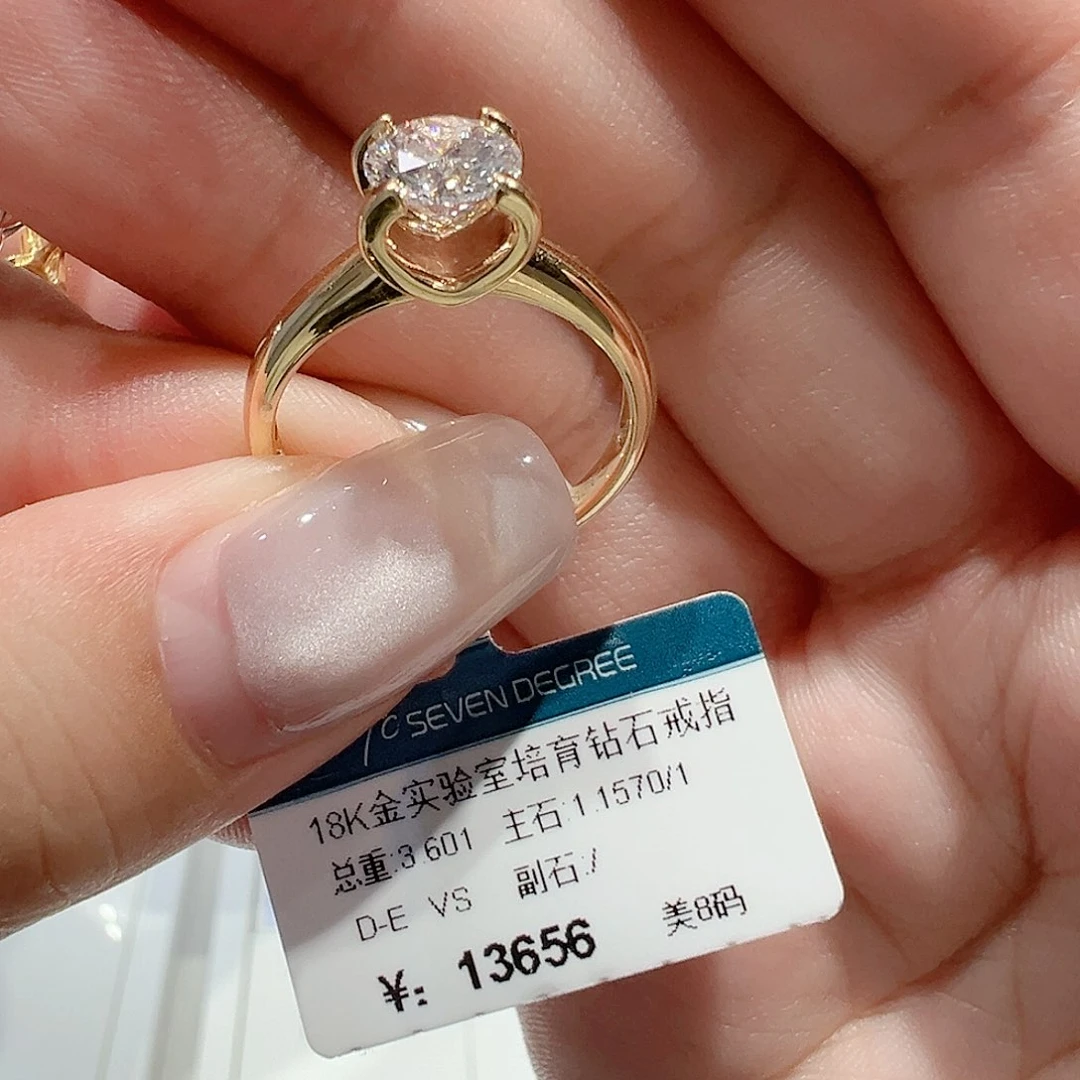 7°C SEVEN DEGREE
18K金实验室培育钻石戒指
总重:3.601 主石:1.1570/1
D-E VS 副石:/
¥: 13656 美8码